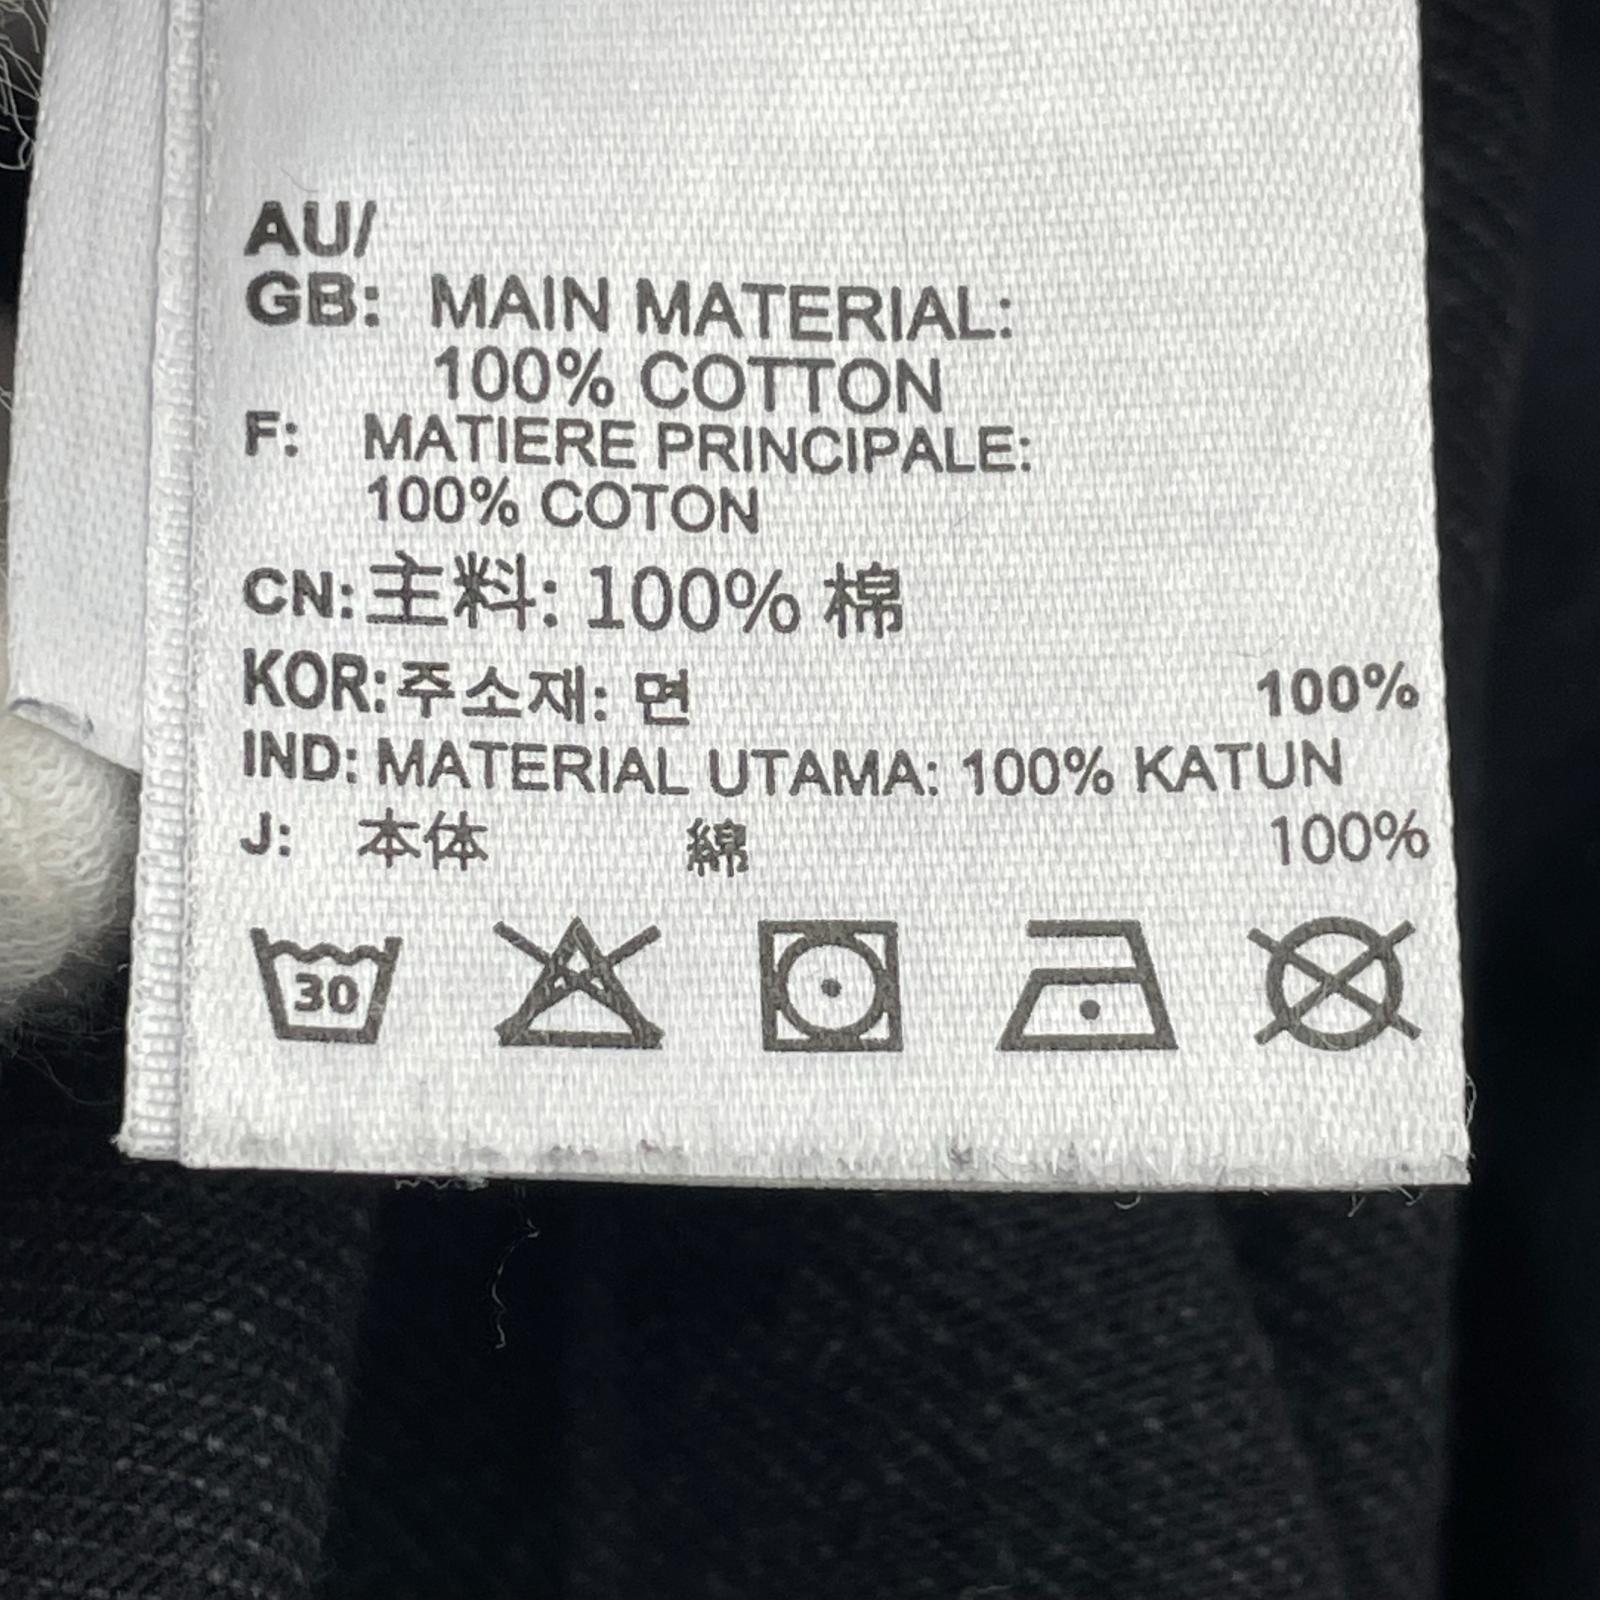 AU/
GB: MAIN MATERIAL:
100% COTTON
F: MATIERE PRINCIPALE:
100% COTON
CN: 主料: 100% 棉
KOR: 주소재: 면 100%
IND: MATERIAL UTAMA: 100% KATUN
J: 本体 綿 100%
30